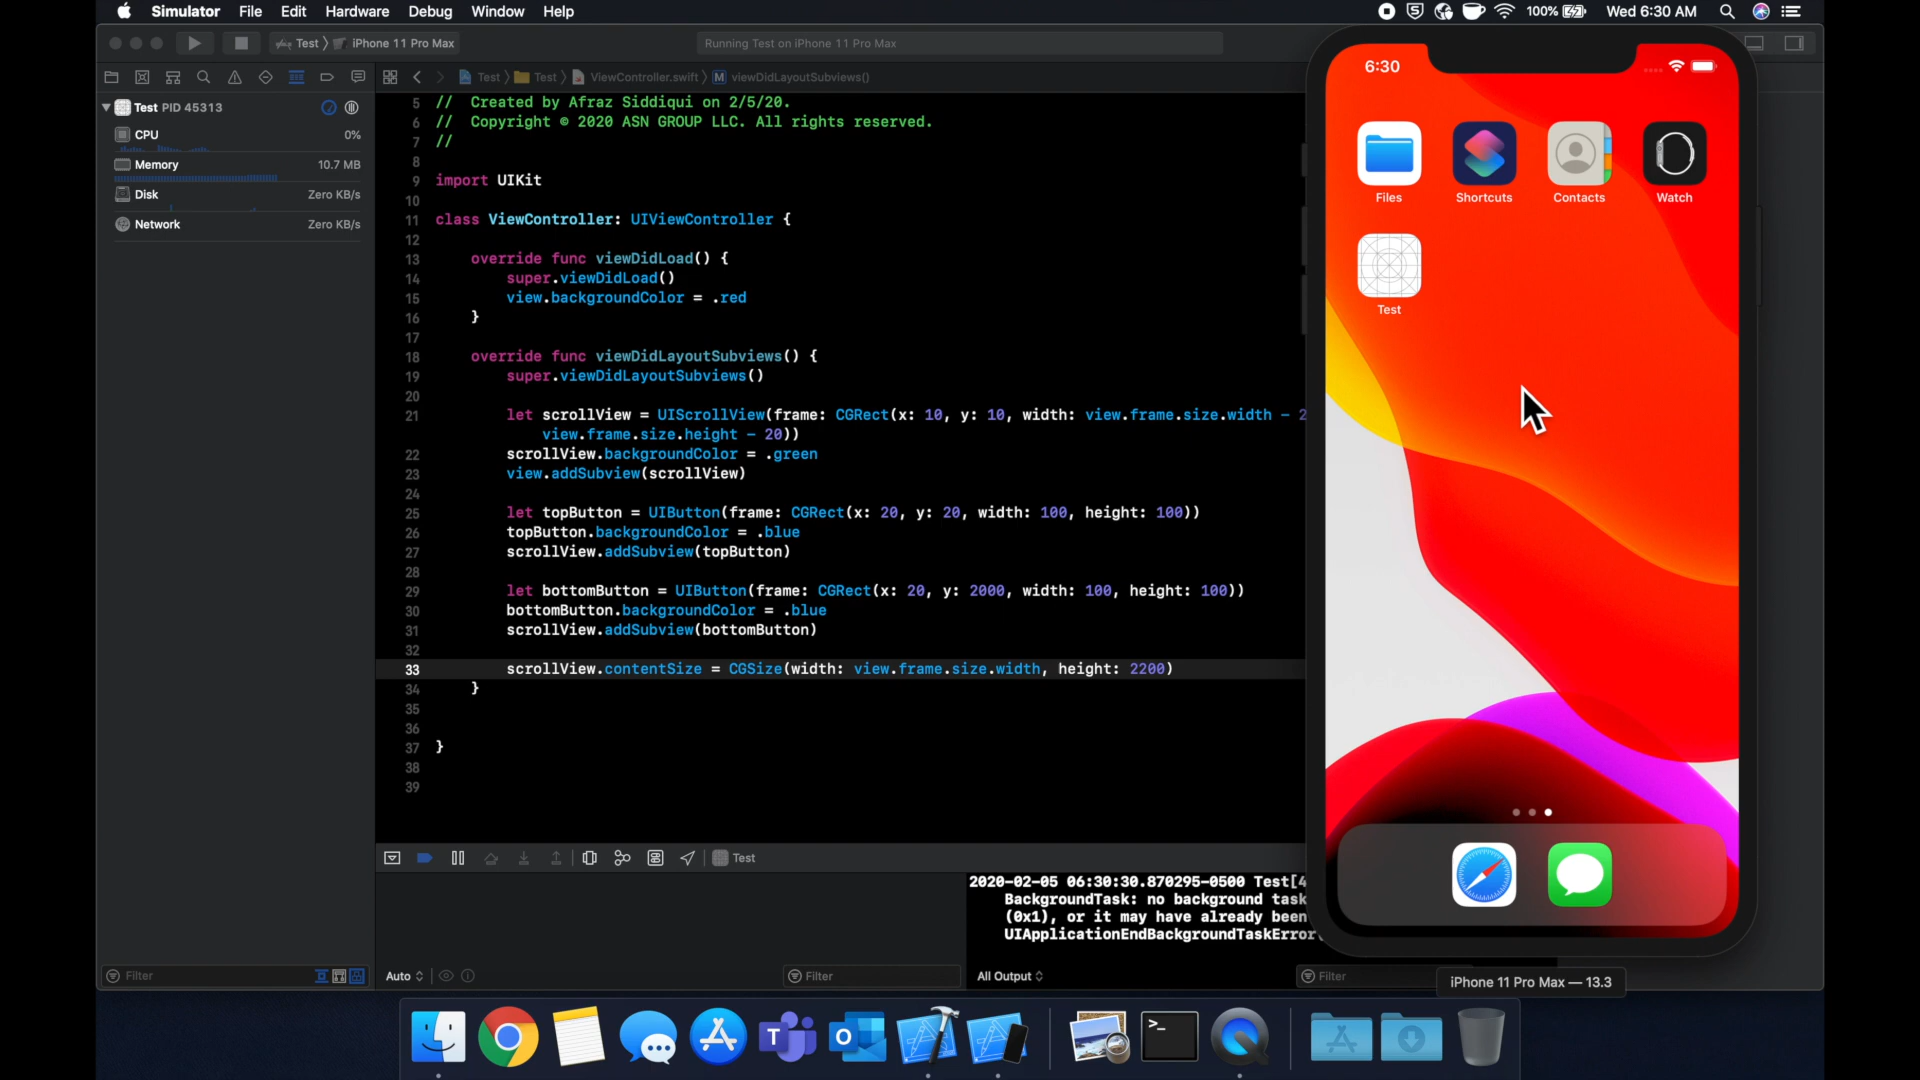 Simulator File Edit Hardware Debug Window Help
100% Wed 6:30 AM
Test iPhone 11 Pro Max
Running Test on iPhone 11 Pro Max
Test Test ViewController.swift M viewDidLayoutSubviews()
Test PID 45313
CPU 0%
Memory 10.7 MB
Disk Zero KB/s
Network Zero KB/s
Filter
5 // Created by Afraz Siddiqui on 2/5/20.
6 // Copyright © 2020 ASN GROUP LLC. All rights reserved.
7 //
8
9 import UIKit
10
11 class ViewController: UIViewController {
12
13 override func viewDidLoad() {
14 super.viewDidLoad()
15 view.backgroundColor = .red
16 }
17
18 override func viewDidLayoutSubviews() {
19 super.viewDidLayoutSubviews()
20
21 let scrollView = UIScrollView(frame: CGRect(x: 10, y: 10, width: view.frame.size.width - 2
view.frame.size.height - 20))
22 scrollView.backgroundColor = .green
23 view.addSubview(scrollView)
24
25 let topButton = UIButton(frame: CGRect(x: 20, y: 20, width: 100, height: 100))
26 topButton.backgroundColor = .blue
27 scrollView.addSubview(topButton)
28
29 let bottomButton = UIButton(frame: CGRect(x: 20, y: 2000, width: 100, height: 100))
30 bottomButton.backgroundColor = .blue
31 scrollView.addSubview(bottomButton)
32
33 scrollView.contentSize = CGSize(width: view.frame.size.width, height: 2200)
34 }
35
36
37 }
38
39
Test
2020-02-05 06:30:30.870295-0500 Test[4
BackgroundTask: no background task
(0x1), or it may have already been
UIApplicationEndBackgroundTaskError
Auto
Filter
All Output
Filter
6:30
Files Shortcuts Contacts Watch
Test
iPhone 11 Pro Max — 13.3
T
O
>_